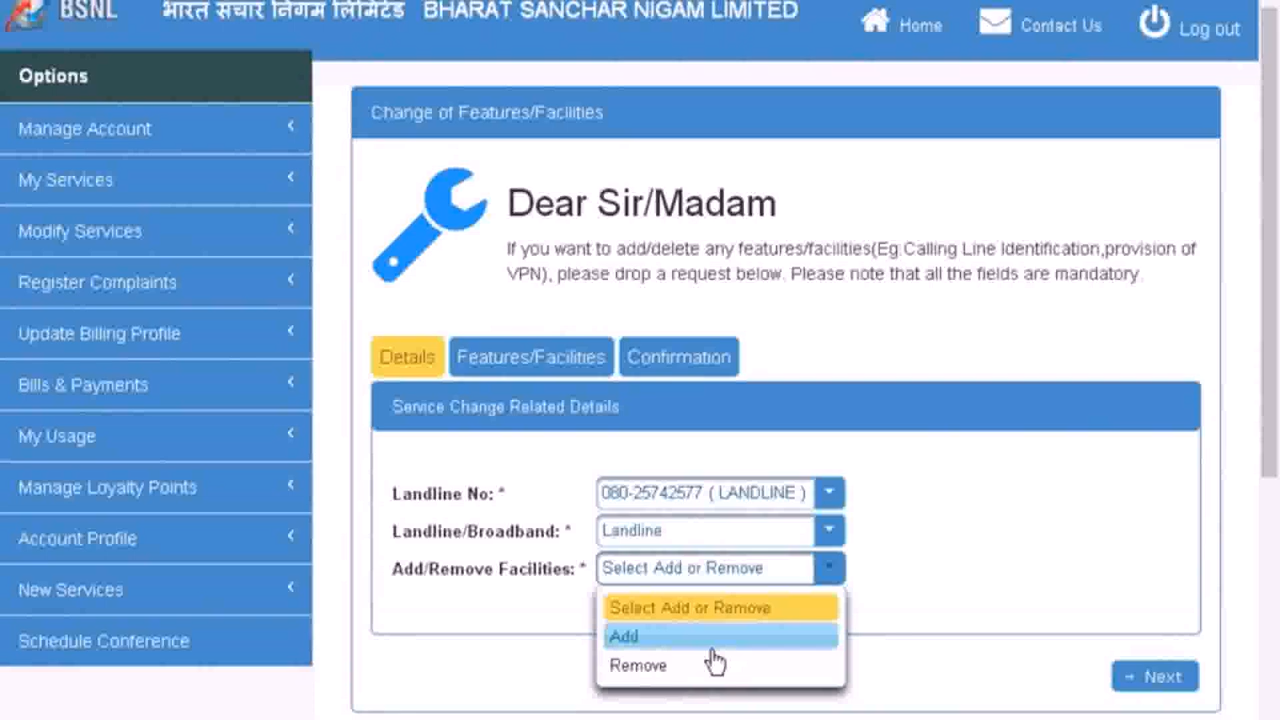 BSNL
भारत संचार निगम लिमिटेड BHARAT SANCHAR NIGAM LIMITED
Home
Contact Us
Log out
Options
Manage Account
My Services
Modify Services
Register Complaints
Update Billing Profile
Bills & Payments
My Usage
Manage Loyalty Points
Account Profile
New Services
Schedule Conference
Change of Features/Facilities
Dear Sir/Madam
If you want to add/delete any features/facilities(Eg:Calling Line Identification,provision of
VPN), please drop a request below. Please note that all the fields are mandatory.
Details
Features/Facilities
Confirmation
Service Change Related Details
Landline No: * 080-25742577 ( LANDLINE )
Landline/Broadband: * Landline
Add/Remove Facilities: * Select Add or Remove
Select Add or Remove
Add
Remove
→ Next